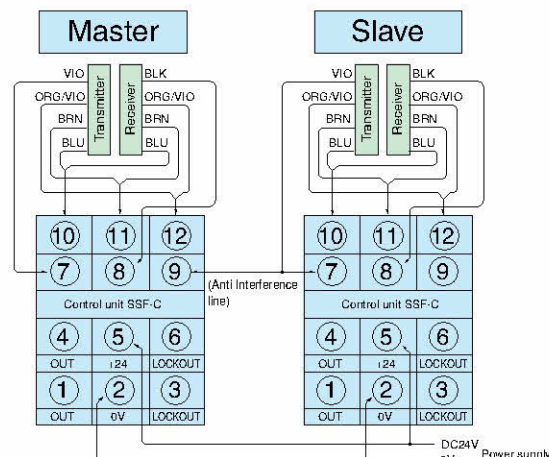 Master
Slave
VIO
BLK
ORG/VIO
ORG/VIO
BRN
BRN
BLU
BLU
Transmitter
Receiver
VIO
BLK
ORG/VIO
ORG/VIO
BRN
BRN
BLU
BLU
Transmitter
Receiver
10 11 12
7 8 9
Control unit SSF-C
4 5 6
OUT +24 LOCKOUT
1 2 3
OUT 0V LOCKOUT
(Anti Interference
line)
10 11 12
7 8 9
Control unit SSF-C
4 5 6
OUT +24 LOCKOUT
1 2 3
OUT 0V LOCKOUT
DC24V
Power supply